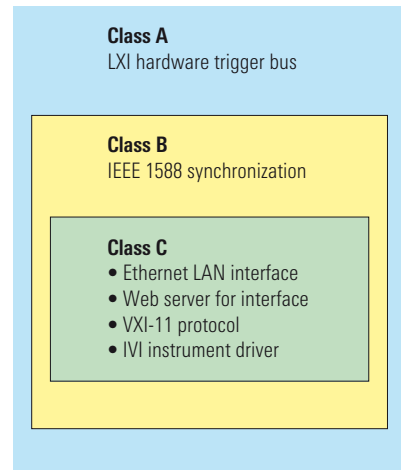 Class A
LXI hardware trigger bus
Class B
IEEE 1588 synchronization
Class C
• Ethernet LAN interface
• Web server for interface
• VXI-11 protocol
• IVI instrument driver